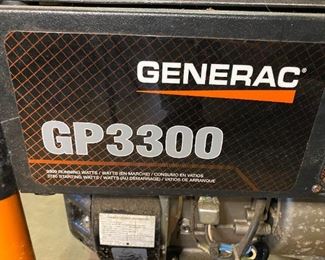 GENERAC®
GP3300
3300 RUNNING WATTS / WATTS (EN MARCHE) / CONSUMO EN VATIOS
3750 STARTING WATTS / WATTS (AU DÉMARRAGE) / VATIOS DE ARRANQUE